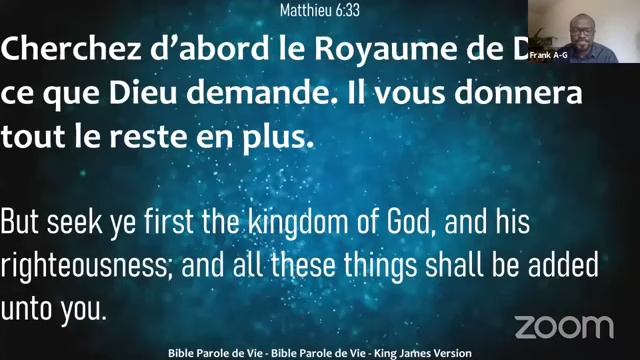 Matthieu 6:33
Frank A-G
Cherchez d’abord le Royaume de
ce que Dieu demande. Il vous donnera
tout le reste en plus.
But seek ye first the kingdom of God, and his
righteousness; and all these things shall be added
unto you.
zoom
Bible Parole de Vie - Bible Parole de Vie - King James Version